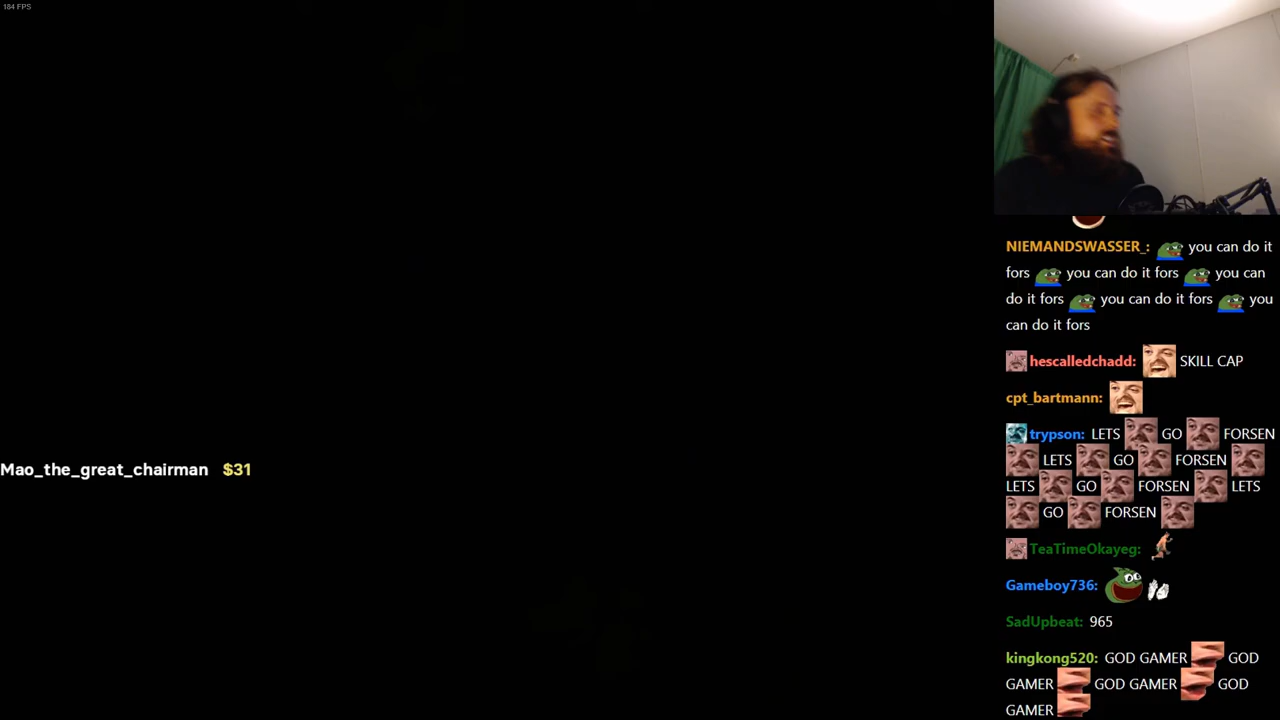 184 FPS
NIEMANDSWASSER_: you can do it
fors you can do it fors you can
do it fors you can do it fors you
can do it fors
hescalledchadd: SKILL CAP
cpt_bartmann:
trypson: LETS GO FORSEN
LETS GO FORSEN
LETS GO FORSEN LETS
GO FORSEN
Mao_the_great_chairman $31
TeaTimeOkayeg:
Gameboy736:
SadUpbeat: 965
kingkong520: GOD GAMER GOD
GAMER GOD GAMER GOD
GAMER